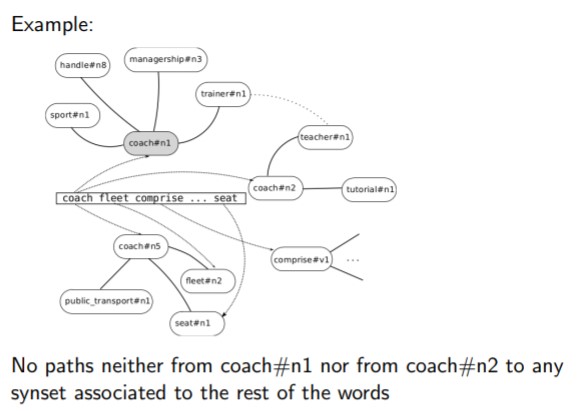 Example:
managership#n3
handle#n8
trainer#n1
sport#n1
teacher#n1
coach#n1
coach#n2
tutorial#n1
coach fleet comprise ... seat
coach#n5
comprise#v1
...
fleet#n2
public_transport#n1
seat#n1
No paths neither from coach#n1 nor from coach#n2 to any
synset associated to the rest of the words